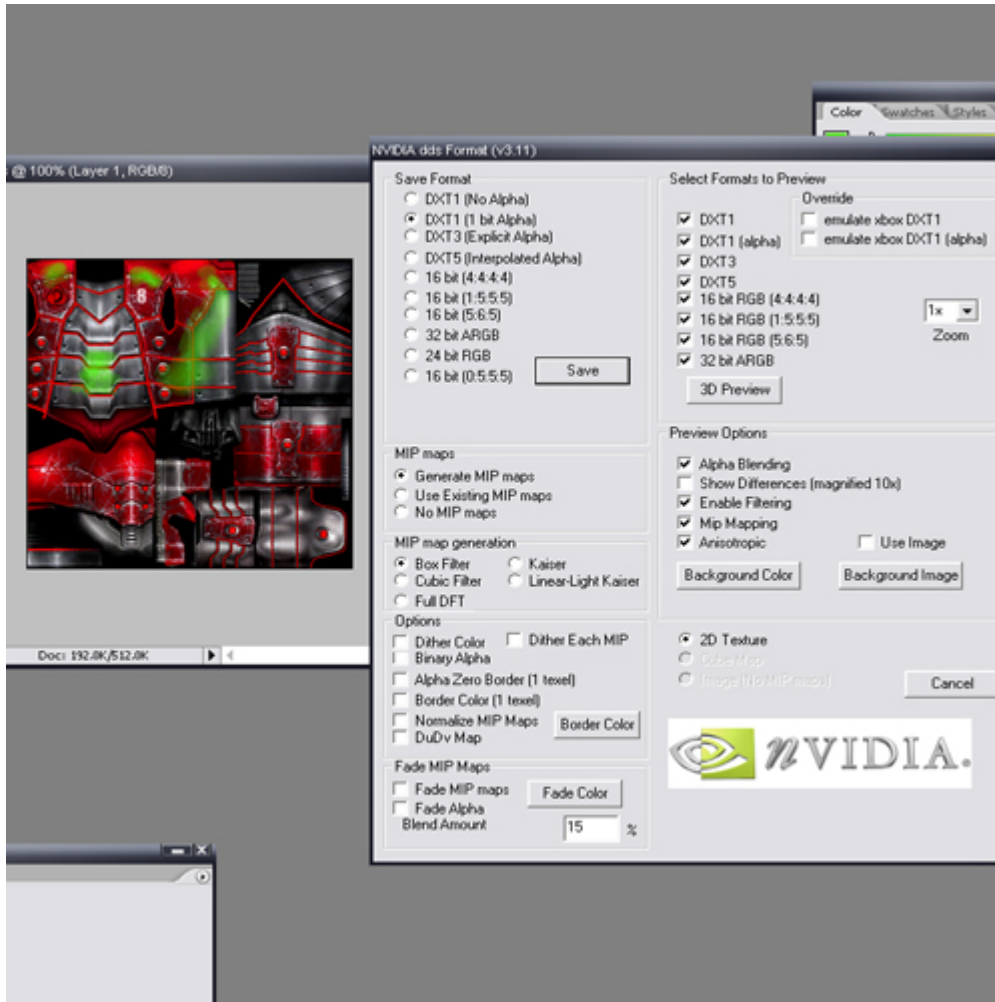 Color Swatches Styles
NVIDIA dds Format (v3.11)
@ 100% (Layer 1, RGB/8)
Save Format
DXT1 (No Alpha)
DXT1 (1 bit Alpha)
DXT3 (Explicit Alpha)
DXT5 (Interpolated Alpha)
16 bit (4:4:4:4)
16 bit (1:5:5:5)
16 bit (5:6:5)
32 bit ARGB
24 bit RGB
16 bit (0:5:5:5)
Save
MIP maps
Generate MIP maps
Use Existing MIP maps
No MIP maps
MIP map generation
Box Filter Kaiser
Cubic Filter Linear-Light Kaiser
Full DFT
Options
Dither Color Dither Each MIP
Binary Alpha
Alpha Zero Border (1 texel)
Border Color (1 texel)
Normalize MIP Maps Border Color
DuDv Map
Fade MIP Maps
Fade MIP maps Fade Color
Fade Alpha
Blend Amount 15 %
Select Formats to Preview
Override
DXT1 emulate xbox DXT1
DXT1 (alpha) emulate xbox DXT1 (alpha)
DXT3
DXT5
16 bit RGB (4:4:4:4)
16 bit RGB (1:5:5:5)
16 bit RGB (5:6:5)
32 bit ARGB
1x
Zoom
3D Preview
Preview Options
Alpha Blending
Show Differences (magnified 10x)
Enable Filtering
Mip Mapping
Anisotropic Use Image
Background Color Background Image
2D Texture
Cube Map
Image (No MIP maps)
Cancel
nVIDIA.
8
Doc: 192.0K/512.0K